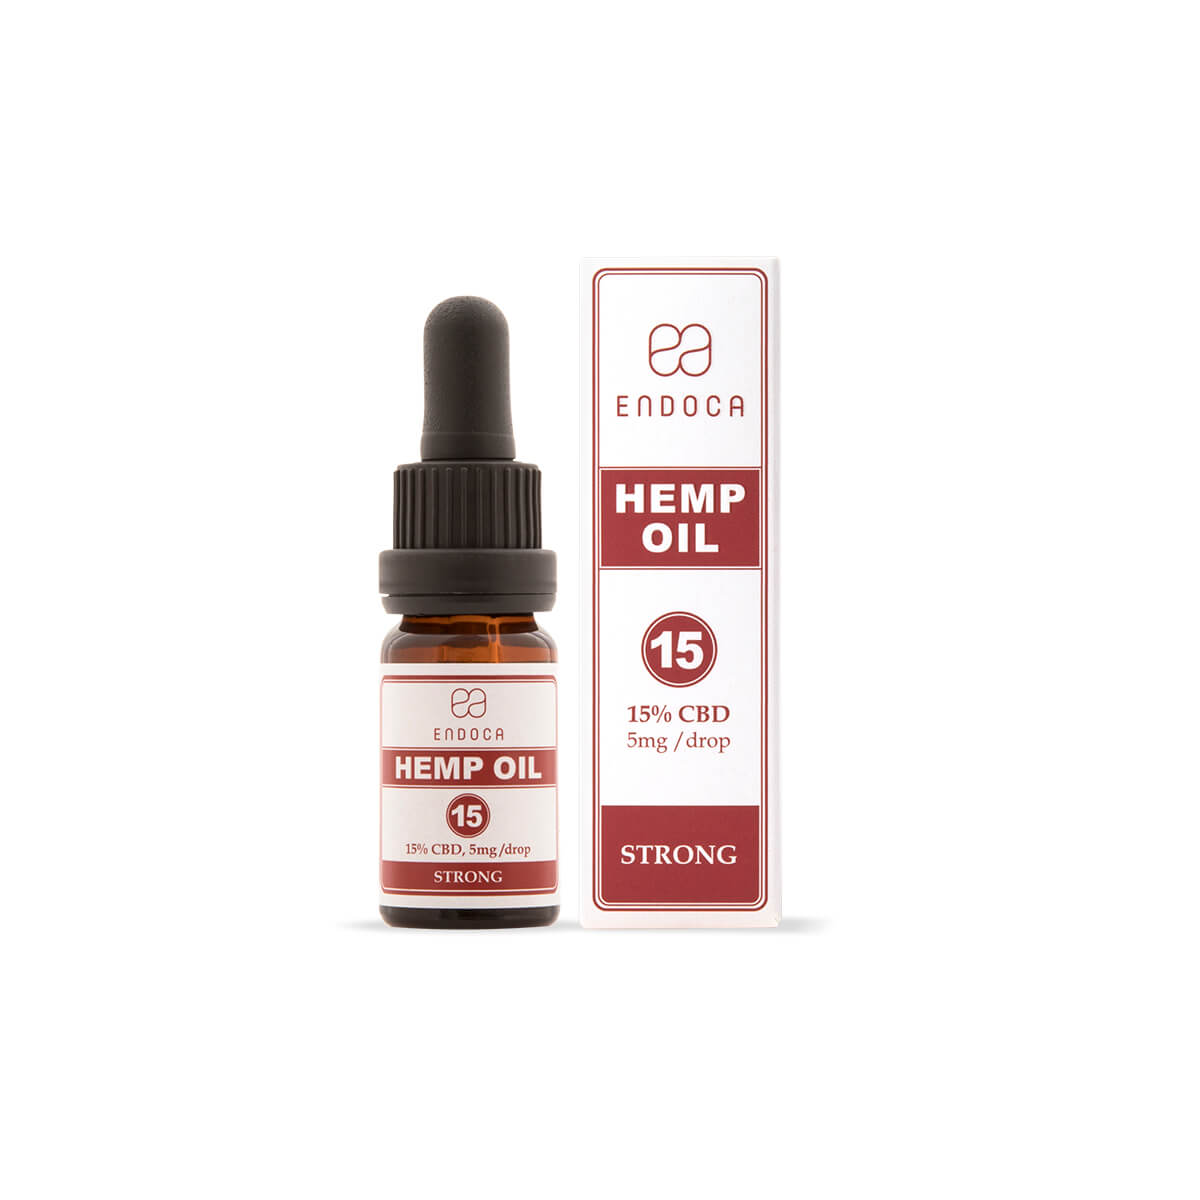 ENDOCA
HEMP OIL
15
15% CBD, 5mg/drop
STRONG
ENDOCA
HEMP
OIL
15
15% CBD
5mg /drop
STRONG